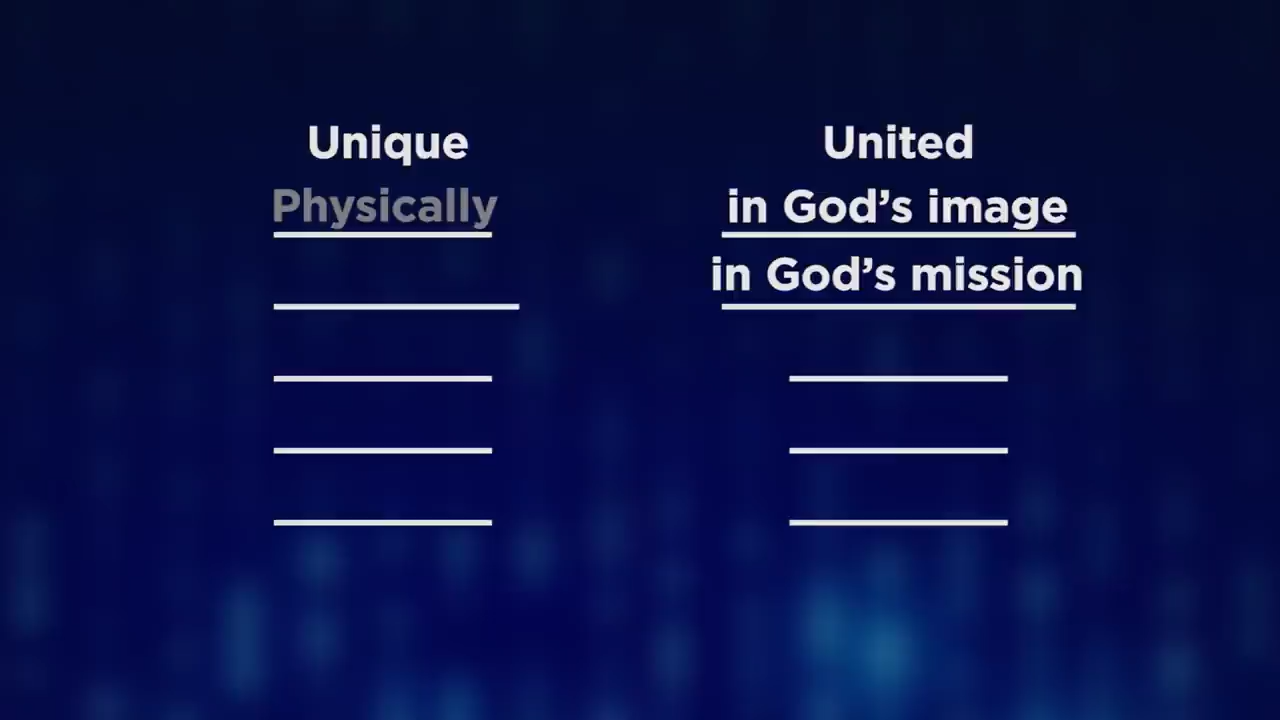 Unique
Physically
United
in God’s image
in God’s mission